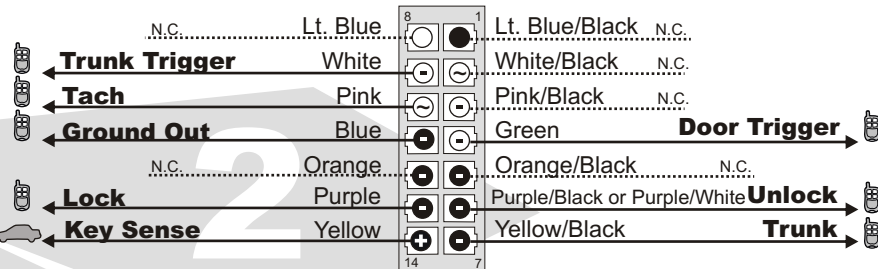 8 1
N.C. Lt. Blue Lt. Blue/Black N.C.
Trunk Trigger White White/Black N.C.
Tach Pink Pink/Black N.C.
Ground Out Blue Green Door Trigger
N.C. Orange Orange/Black N.C.
Lock Purple Purple/Black or Purple/White Unlock
Key Sense Yellow Yellow/Black Trunk
14 7
2